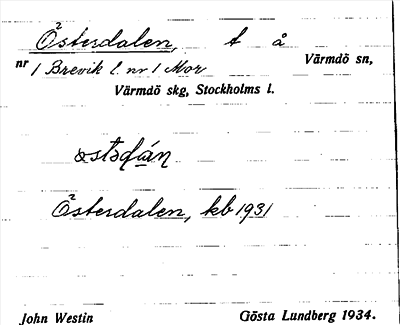 Österdalen, t å
nr 1 Brevik l. nr 1 Mor Värmdö sn,
Värmdö skg, Stockholms l.
Österdalen, kb 1931
John Westin Gösta Lundberg 1934.